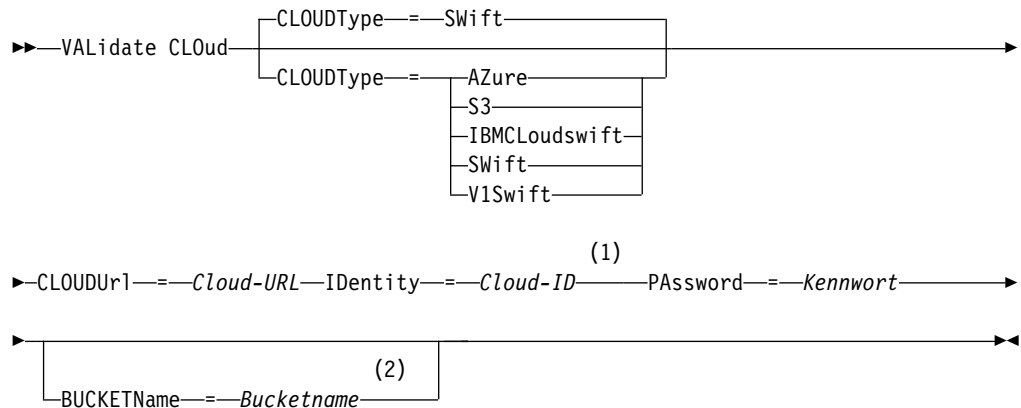 CLOUDType = SWift
VALidate CLOud
CLOUDType = AZure
S3
IBMCLoudswift
SWift
V1Swift
(1)
CLOUDUrl = Cloud-URL IDentity = Cloud-ID PAssword = Kennwort
(2)
BUCKETName = Bucketname